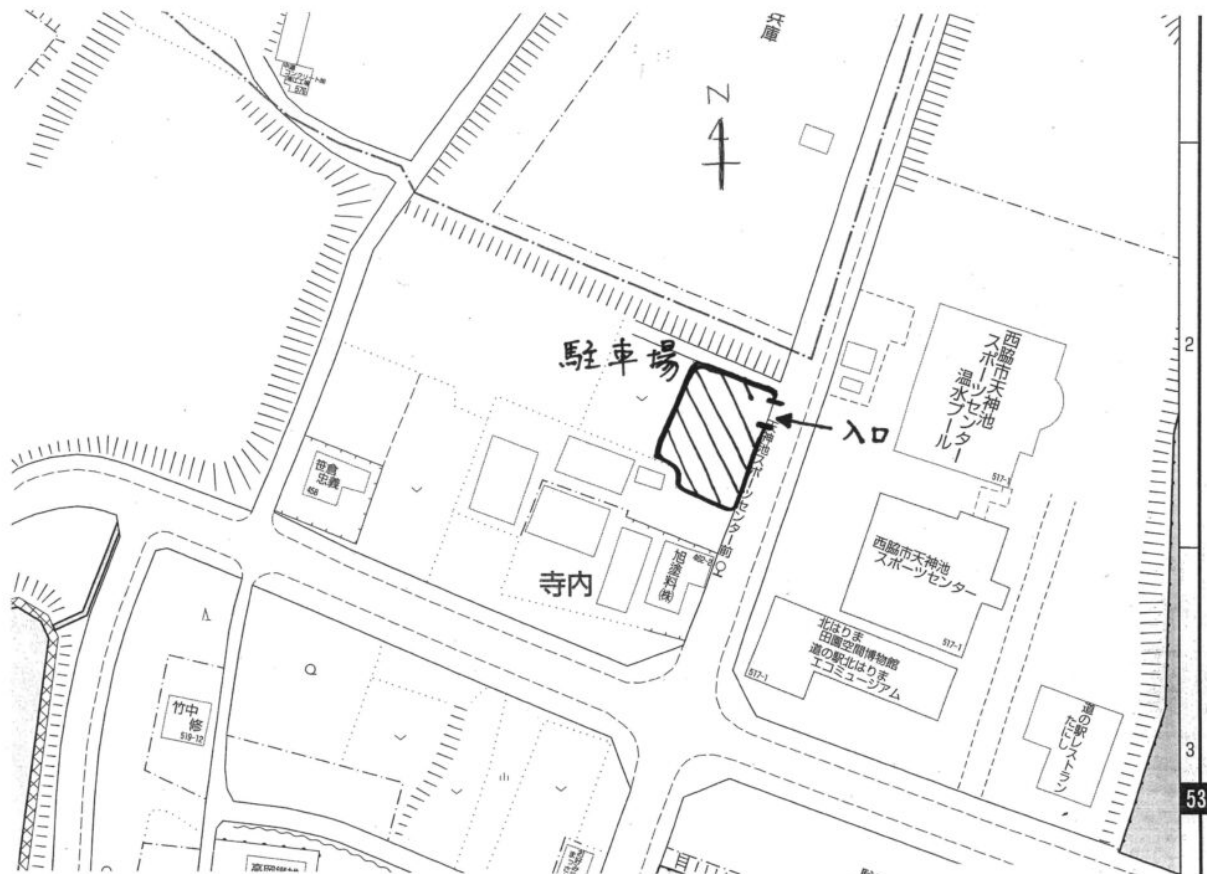 兵庫
N
570
駐車場
入口
西脇市天神池
スポーツセンター
温水プール
517-1
天神池スポーツセンター前
笹倉
忠義
458
西脇市天神池
スポーツセンター
517-1
旭塗料㈱
寺内
北はりま
田園空間博物館
道の駅北はりま
エコミュージアム
517-1
道の駅レストラン
たにし
竹中
修
519-12
2
3
53